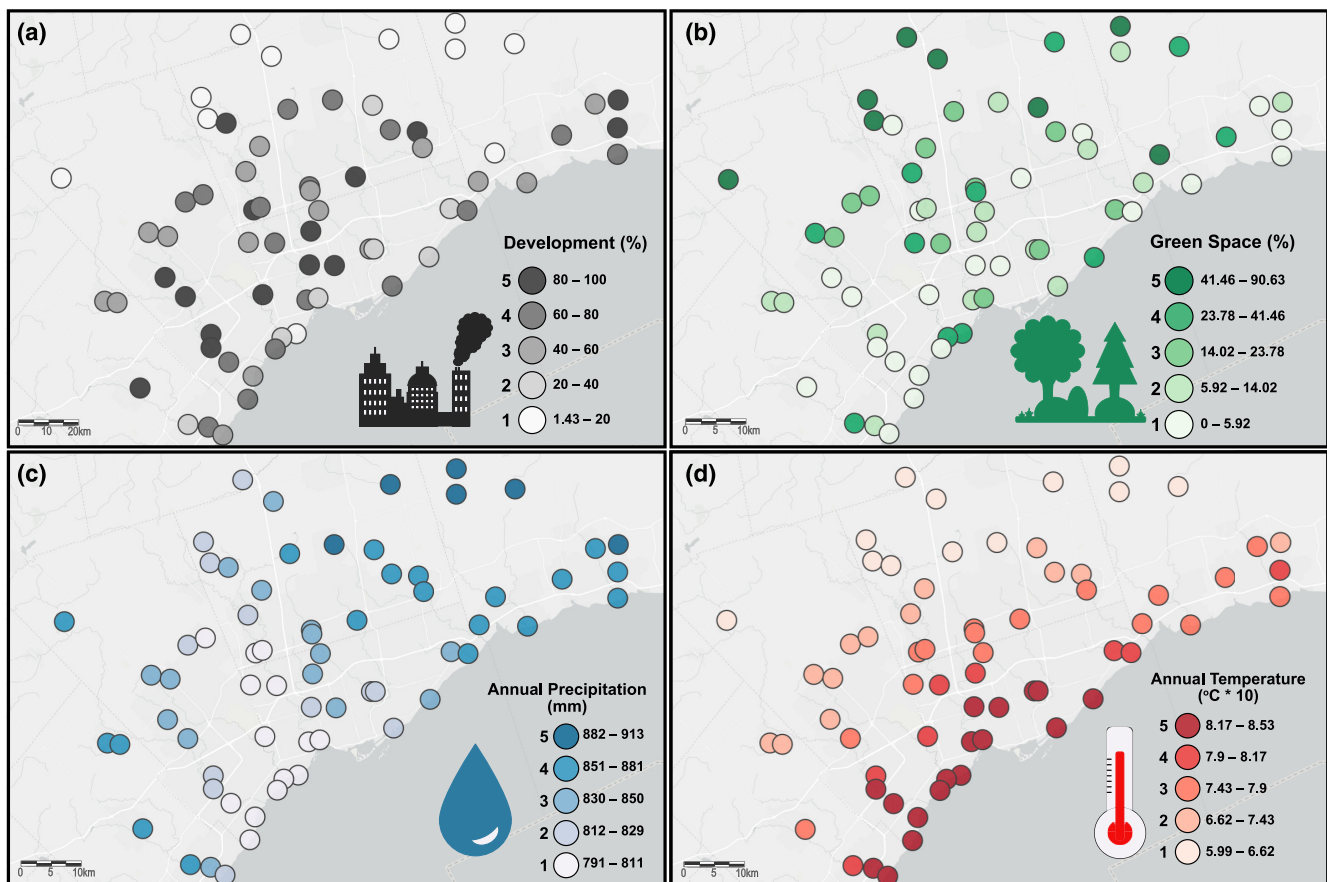 (a)
Development (%)
5 80 – 100
4 60 – 80
3 40 – 60
2 20 – 40
1 1.43 – 20
0 10 20km
(b)
Green Space (%)
5 41.46 – 90.63
4 23.78 – 41.46
3 14.02 – 23.78
2 5.92 – 14.02
1 0 – 5.92
0 5 10km
(c)
Annual Precipitation
(mm)
5 882 – 913
4 851 – 881
3 830 – 850
2 812 – 829
1 791 – 811
0 5 10km
(d)
Annual Temperature
(°C * 10)
5 8.17 – 8.53
4 7.9 – 8.17
3 7.43 – 7.9
2 6.62 – 7.43
1 5.99 – 6.62
0 5 10km